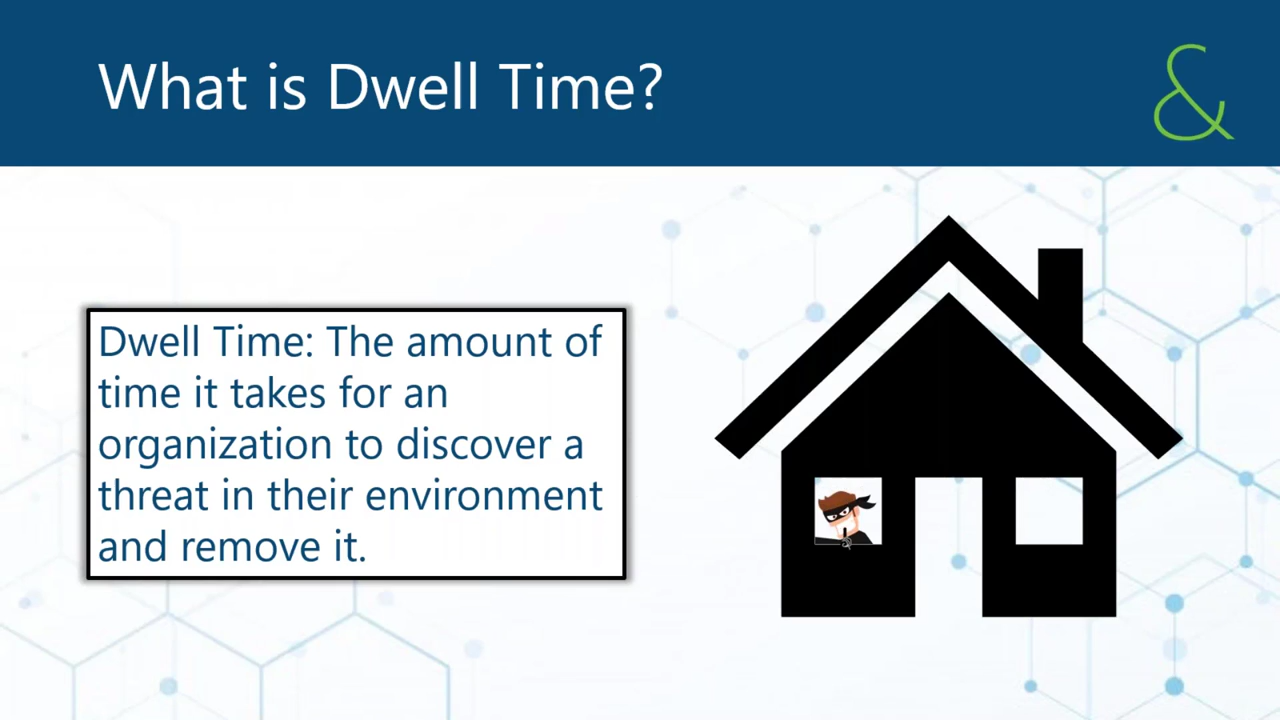 What is Dwell Time?
&
Dwell Time: The amount of
time it takes for an
organization to discover a
threat in their environment
and remove it.